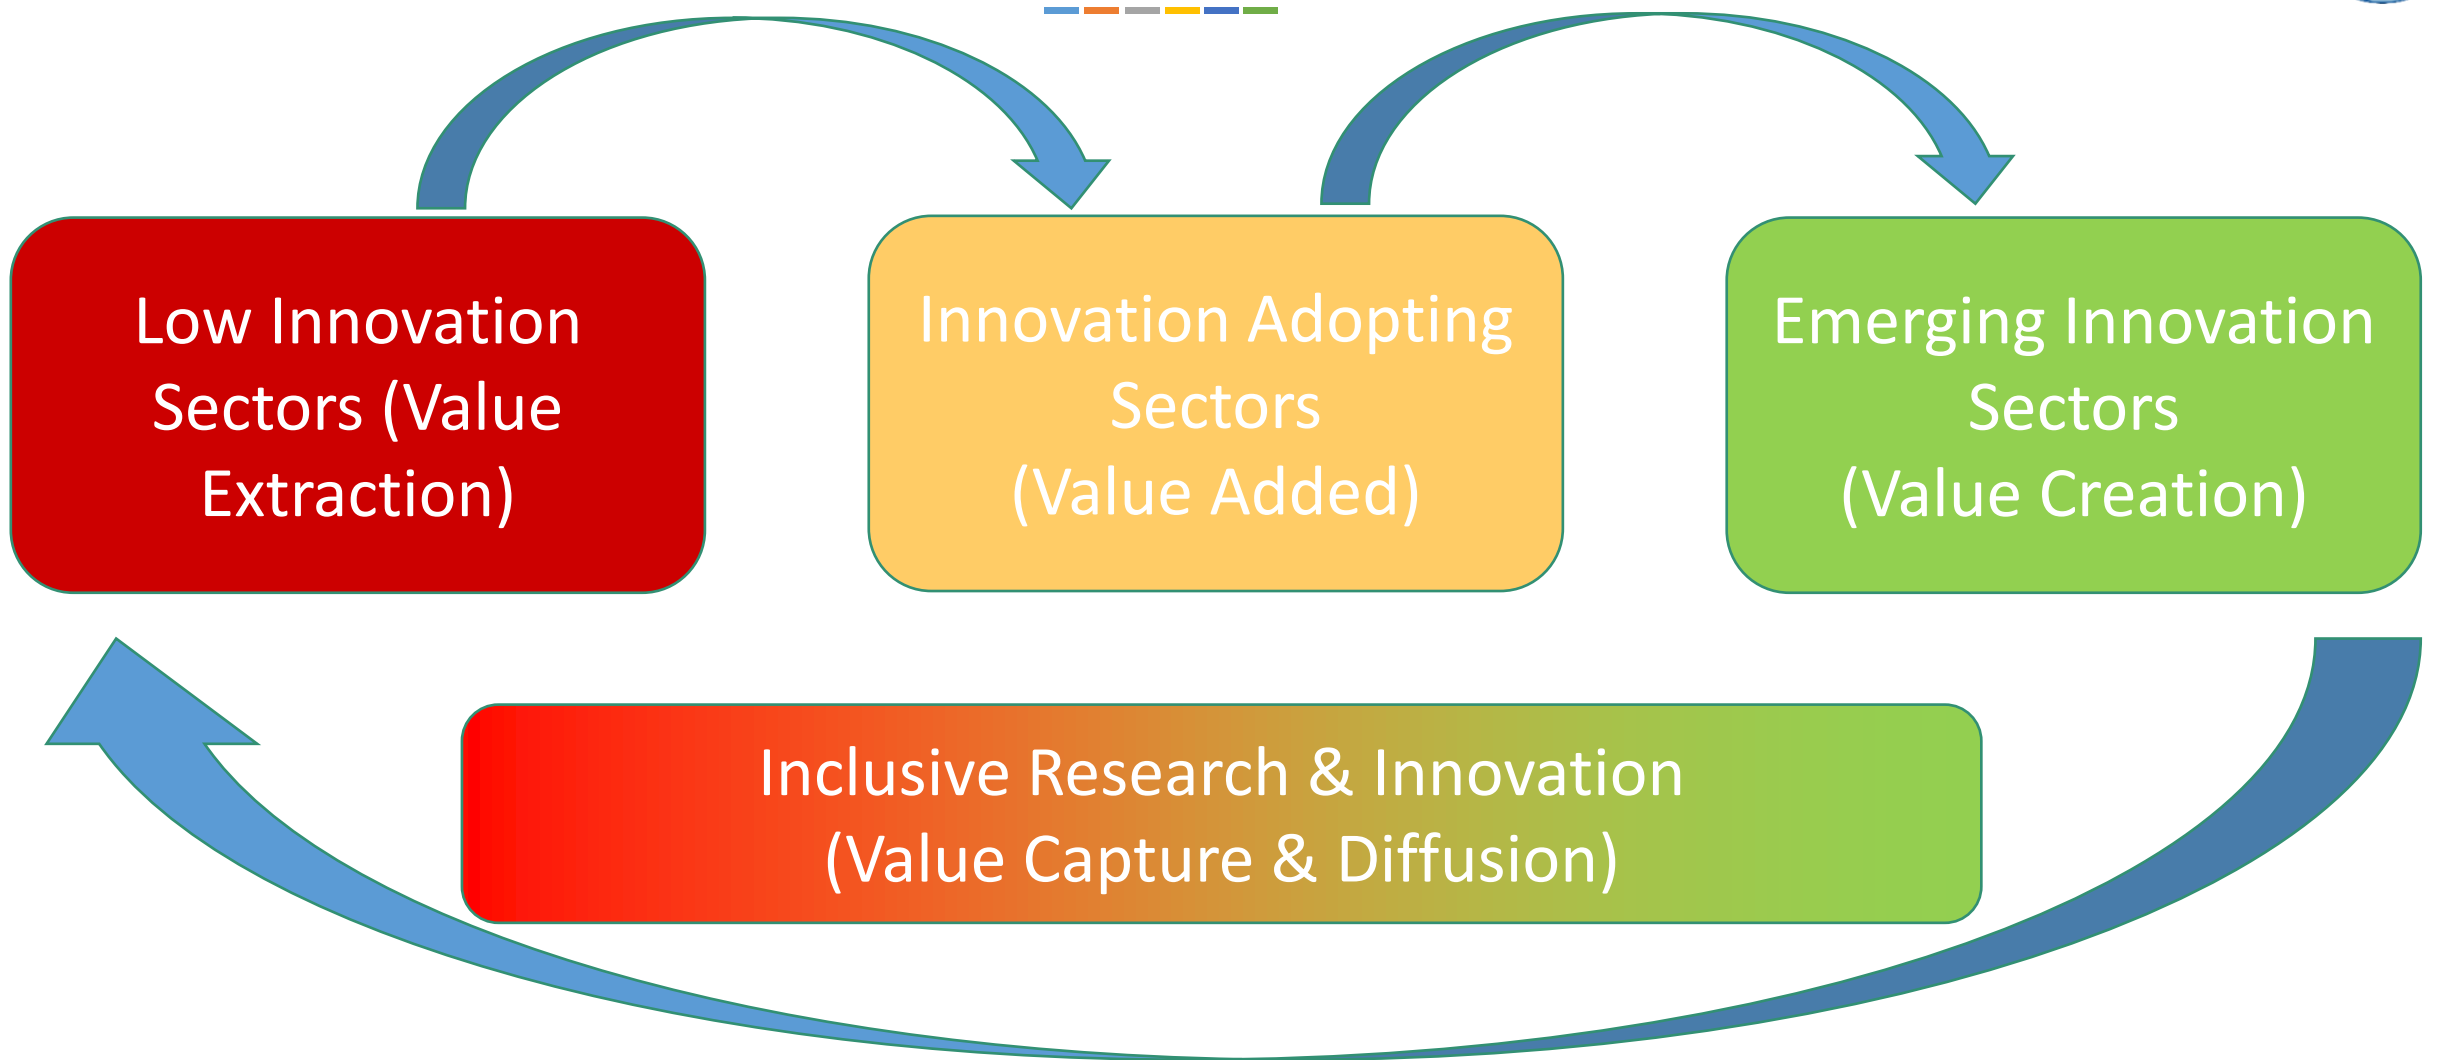 Low Innovation
Sectors (Value
Extraction)
Innovation Adopting
Sectors
(Value Added)
Emerging Innovation
Sectors
(Value Creation)
Inclusive Research & Innovation
(Value Capture & Diffusion)